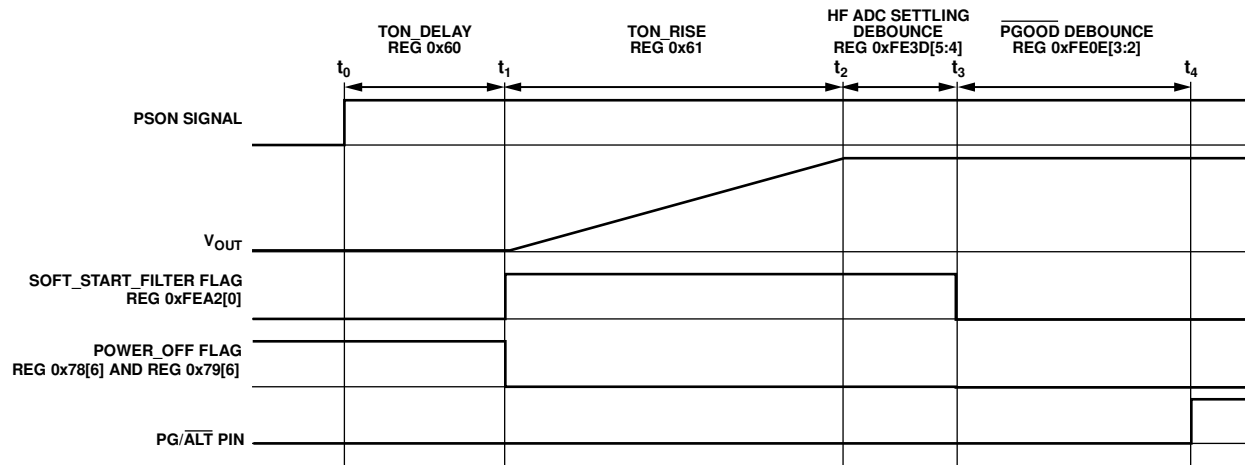 TON_DELAY
REG 0x60
TON_RISE
REG 0x61
HF ADC SETTLING
DEBOUNCE
REG 0xFE3D[5:4]
PGOOD DEBOUNCE
REG 0xFE0E[3:2]
t0
t1
t2
t3
t4
PSON SIGNAL
VOUT
SOFT_START_FILTER FLAG
REG 0xFEA2[0]
POWER_OFF FLAG
REG 0x78[6] AND REG 0x79[6]
PG/ALT PIN